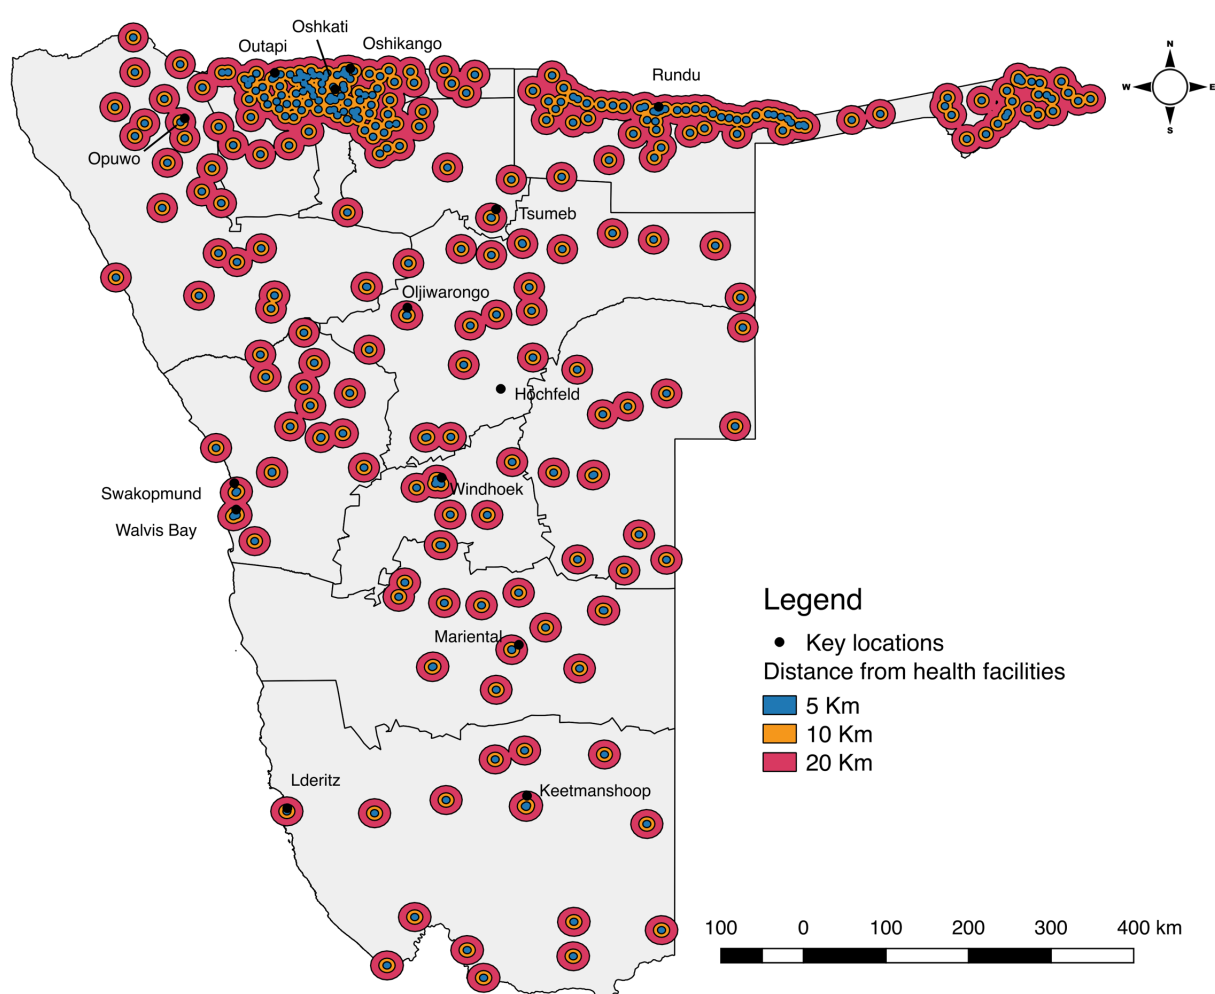 Oshkati
Outapi
Oshikango
Rundu
N
W
E
S
Opuwo
Tsumeb
Oljiwarongo
Hochfeld
Swakopmund
Windhoek
Walvis Bay
Legend
Key locations
Mariental
Distance from health facilities
5 Km
10 Km
20 Km
Lderitz
Keetmanshoop
100 0 100 200 300 400 km